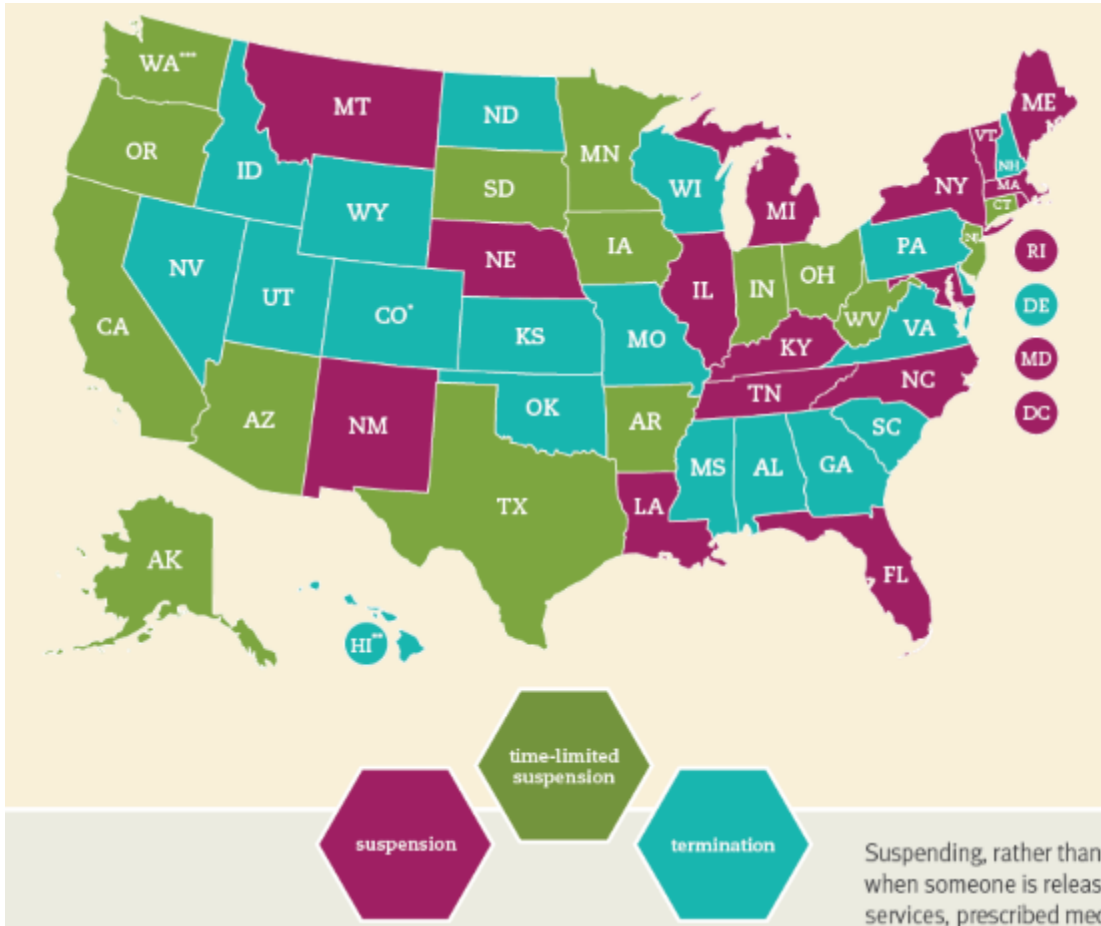 WA***
MT
ND
MN
ME
VT
NH
OR
ID
SD
WI
NY
MA
CT
WY
MI
NE
IA
PA
NJ
RI
NV
UT
CO*
IL
IN
OH
DE
CA
KS
MO
WV
VA
KY
MD
NC
TN
AZ
NM
OK
AR
SC
DC
MS
AL
GA
TX
LA
AK
FL
HI**
time-limited
suspension
suspension
termination
Suspending, rather than
when someone is releas
services, prescribed med